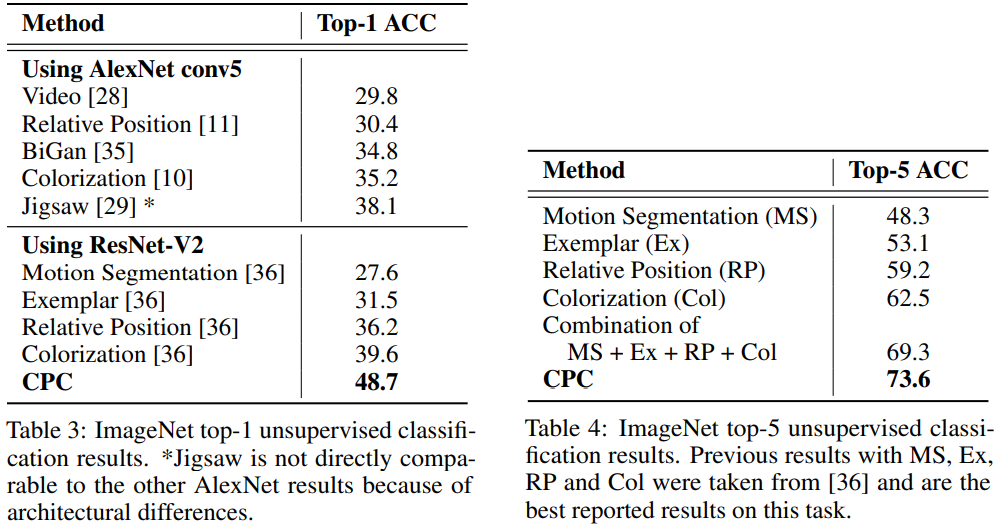 Method Top-1 ACC
Using AlexNet conv5
Video [28] 29.8
Relative Position [11] 30.4
BiGan [35] 34.8
Colorization [10] 35.2
Jigsaw [29] * 38.1
Using ResNet-V2
Motion Segmentation [36] 27.6
Exemplar [36] 31.5
Relative Position [36] 36.2
Colorization [36] 39.6
CPC 48.7
Table 3: ImageNet top-1 unsupervised classifi-
cation results. *Jigsaw is not directly compa-
rable to the other AlexNet results because of
architectural differences.
Method Top-5 ACC
Motion Segmentation (MS) 48.3
Exemplar (Ex) 53.1
Relative Position (RP) 59.2
Colorization (Col) 62.5
Combination of
MS + Ex + RP + Col 69.3
CPC 73.6
Table 4: ImageNet top-5 unsupervised classi-
fication results. Previous results with MS, Ex,
RP and Col were taken from [36] and are the
best reported results on this task.